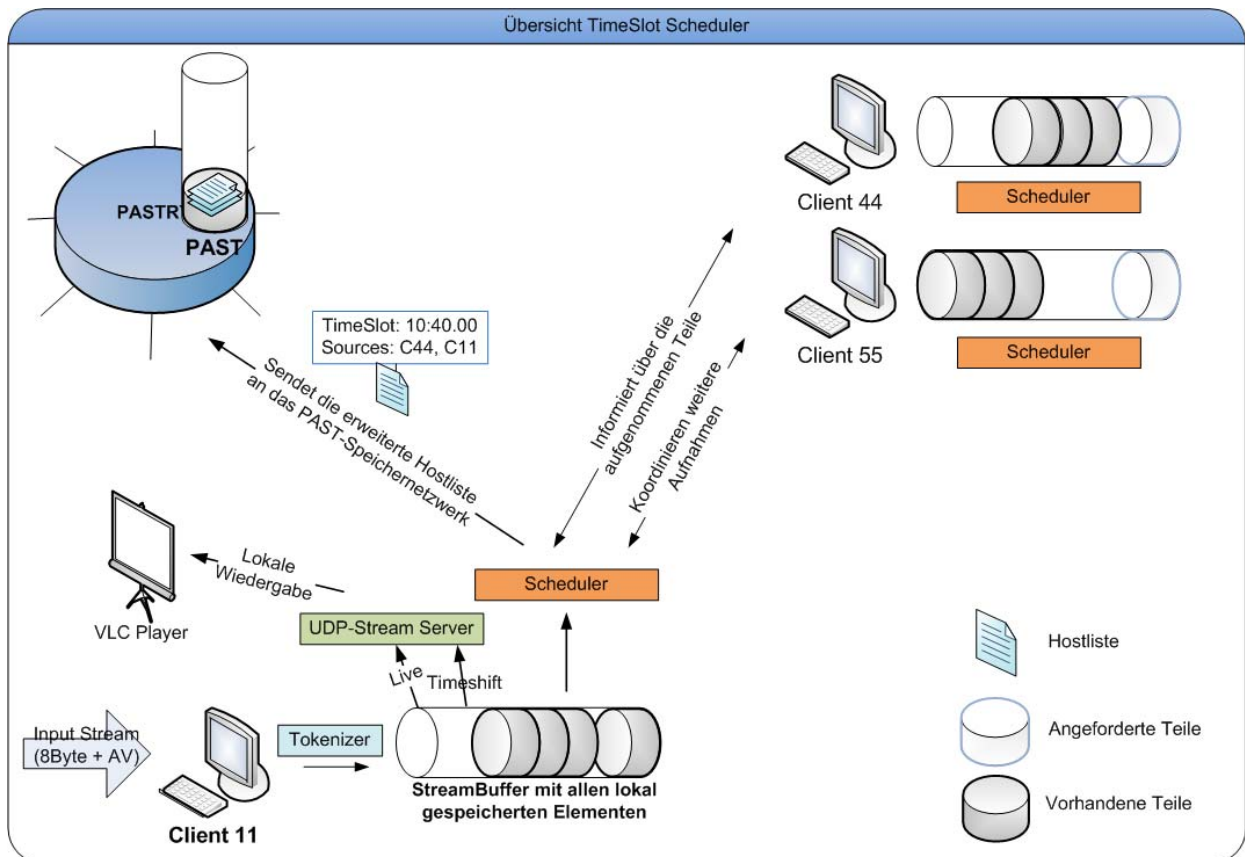 Übersicht TimeSlot Scheduler
PASTR
PAST
TimeSlot: 10:40.00
Sources: C44, C11
Sendet die erweiterte Hostliste
an das PAST-Speichernetzwerk
Informiert über die
aufgenommenen Teile
Koordinieren weitere
Aufnahmen
Client 44
Scheduler
Client 55
Scheduler
Lokale
Wiedergabe
VLC Player
Scheduler
UDP-Stream Server
Live
Timeshift
Input Stream
(8Byte + AV)
Tokenizer
Client 11
StreamBuffer mit allen lokal
gespeicherten Elementen
Hostliste
Angeforderte Teile
Vorhandene Teile